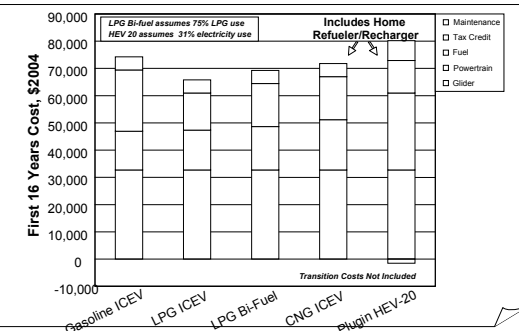 LPG Bi-fuel assumes 75% LPG use
HEV 20 assumes 31% electricity use
Includes Home
Refueler/Recharger
Maintenance
Tax Credit
Fuel
Powertrain
Glider
First 16 Years Cost, $2004
90,000
80,000
70,000
60,000
50,000
40,000
30,000
20,000
10,000
0
-10,000
Transition Costs Not Included
Gasoline ICEV
LPG ICEV
LPG Bi-Fuel
CNG ICEV
Plugin HEV-20